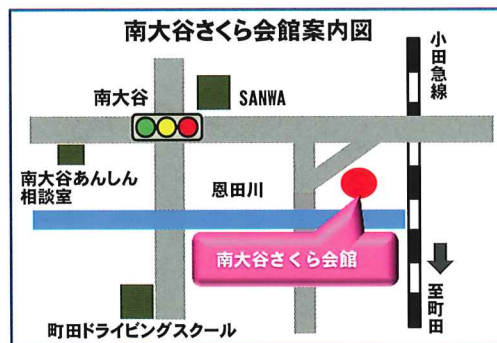 南大谷さくら会館案内図
小田急線
南大谷
SANWA
南大谷あんしん
相談室
恩田川
南大谷さくら会館
至町田
町田ドライビングスクール